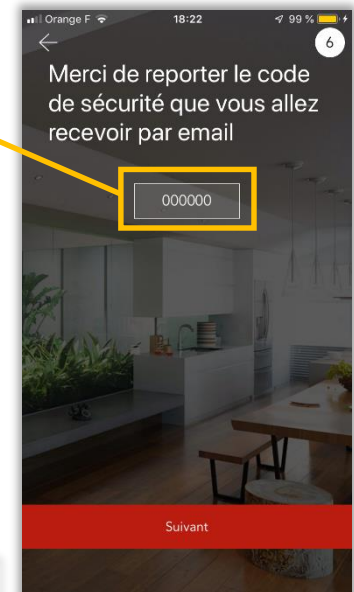 Orange F 18:22 99 %
6
Merci de reporter le code
de sécurité que vous allez
recevoir par email
000000
Suivant